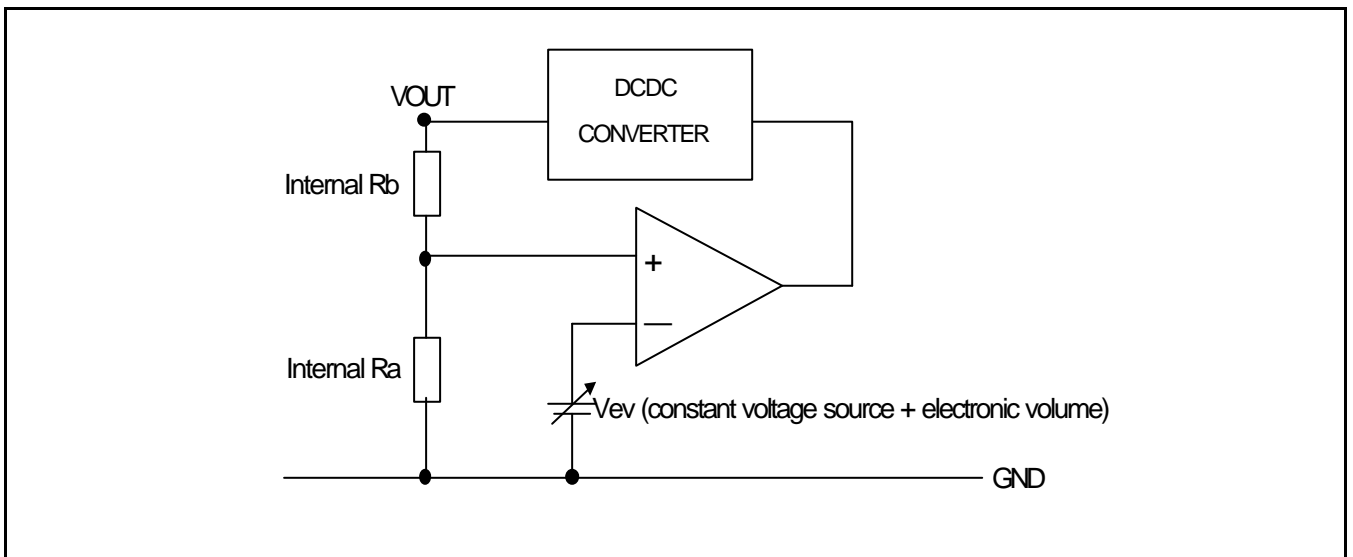 DCDC
CONVERTER
VOUT
Internal Rb
+
—
Internal Ra
Vev (constant voltage source + electronic volume)
GND